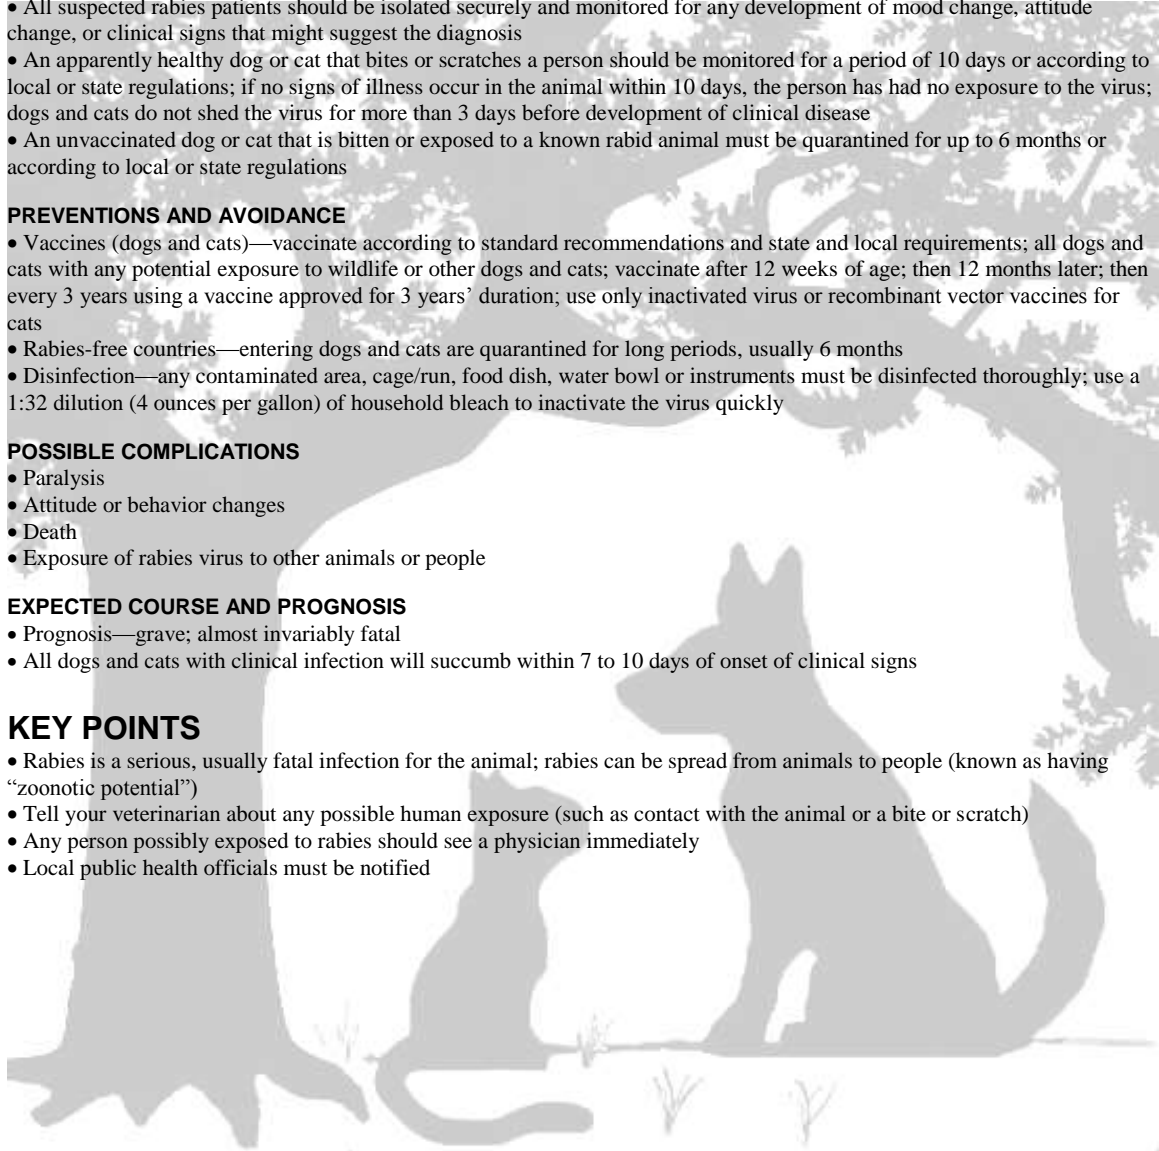 • All suspected rabies patients should be isolated securely and monitored for any development of mood change, attitude
change, or clinical signs that might suggest the diagnosis
• An apparently healthy dog or cat that bites or scratches a person should be monitored for a period of 10 days or according to
local or state regulations; if no signs of illness occur in the animal within 10 days, the person has had no exposure to the virus;
dogs and cats do not shed the virus for more than 3 days before development of clinical disease
• An unvaccinated dog or cat that is bitten or exposed to a known rabid animal must be quarantined for up to 6 months or
according to local or state regulations
PREVENTIONS AND AVOIDANCE
• Vaccines (dogs and cats)—vaccinate according to standard recommendations and state and local requirements; all dogs and
cats with any potential exposure to wildlife or other dogs and cats; vaccinate after 12 weeks of age; then 12 months later; then
every 3 years using a vaccine approved for 3 years’ duration; use only inactivated virus or recombinant vector vaccines for
cats
• Rabies-free countries—entering dogs and cats are quarantined for long periods, usually 6 months
• Disinfection—any contaminated area, cage/run, food dish, water bowl or instruments must be disinfected thoroughly; use a
1:32 dilution (4 ounces per gallon) of household bleach to inactivate the virus quickly
POSSIBLE COMPLICATIONS
• Paralysis
• Attitude or behavior changes
• Death
• Exposure of rabies virus to other animals or people
EXPECTED COURSE AND PROGNOSIS
• Prognosis—grave; almost invariably fatal
• All dogs and cats with clinical infection will succumb within 7 to 10 days of onset of clinical signs
KEY POINTS
• Rabies is a serious, usually fatal infection for the animal; rabies can be spread from animals to people (known as having
“zoonotic potential”)
• Tell your veterinarian about any possible human exposure (such as contact with the animal or a bite or scratch)
• Any person possibly exposed to rabies should see a physician immediately
• Local public health officials must be notified